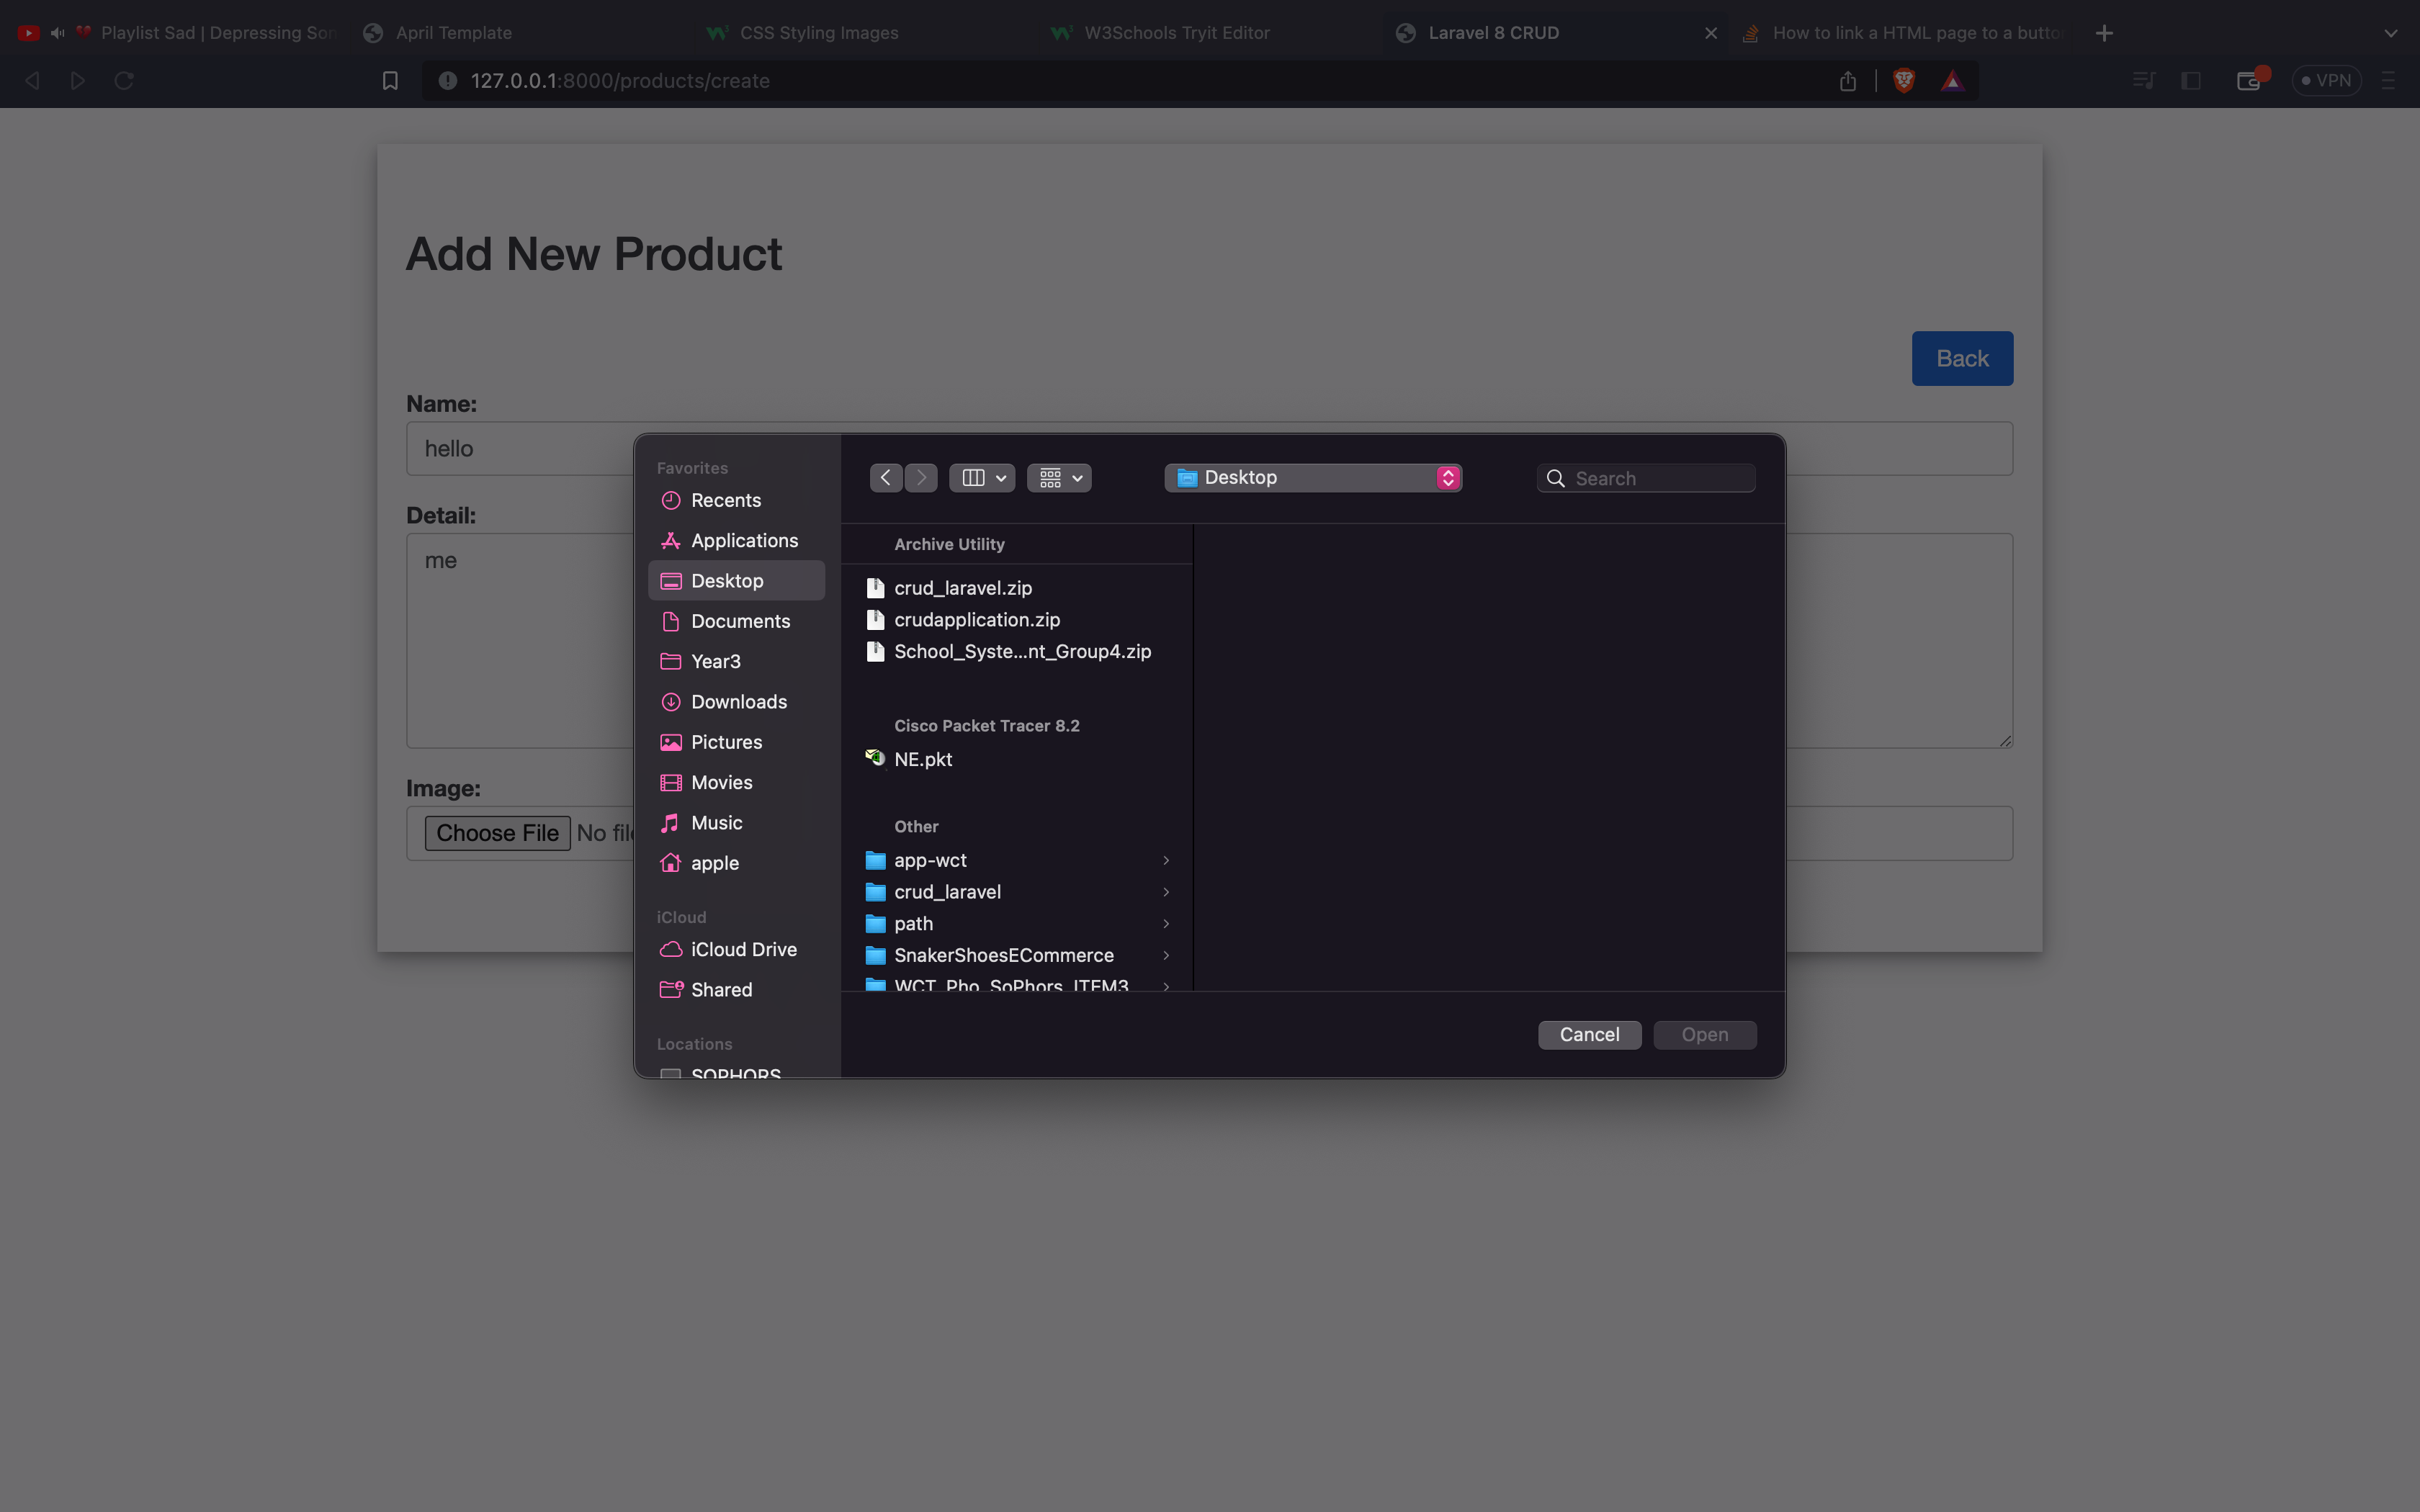 Playlist Sad | Depressing Son
April Template
CSS Styling Images
W3Schools Tryit Editor
Laravel 8 CRUD
How to link a HTML page to a butto
127.0.0.1:8000/products/create
VPN
Add New Product
Back
Name:
hello
Detail:
me
Image:
Choose File No file
Favorites
Recents
Applications
Desktop
Documents
Year3
Downloads
Pictures
Movies
Music
apple
iCloud
iCloud Drive
Shared
Locations
SOPHORS
Desktop
Search
Archive Utility
crud_laravel.zip
crudapplication.zip
School_Syste...nt_Group4.zip
Cisco Packet Tracer 8.2
NE.pkt
Other
app-wct
crud_laravel
path
SnakerShoesECommerce
WCT_Pho_SoPhors_ITEM3
Cancel
Open